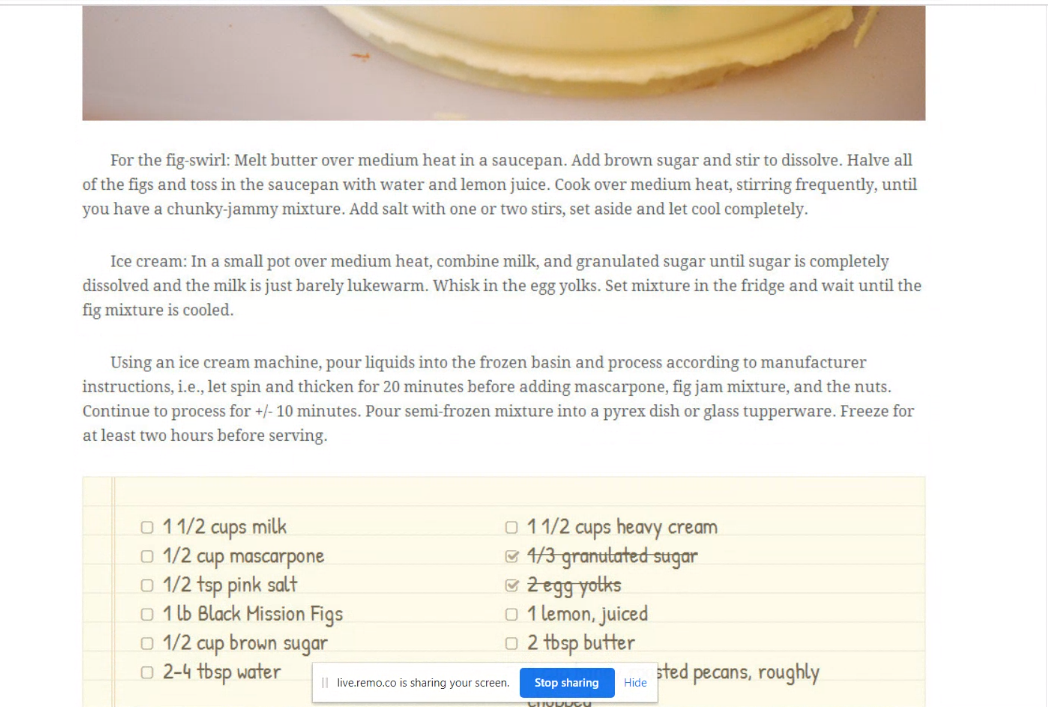 For the fig-swirl: Melt butter over medium heat in a saucepan. Add brown sugar and stir to dissolve. Halve all
of the figs and toss in the saucepan with water and lemon juice. Cook over medium heat, stirring frequently, until
you have a chunky-jammy mixture. Add salt with one or two stirs, set aside and let cool completely.
Ice cream: In a small pot over medium heat, combine milk, and granulated sugar until sugar is completely
dissolved and the milk is just barely lukewarm. Whisk in the egg yolks. Set mixture in the fridge and wait until the
fig mixture is cooled.
Using an ice cream machine, pour liquids into the frozen basin and process according to manufacturer
instructions, i.e., let spin and thicken for 20 minutes before adding mascarpone, fig jam mixture, and the nuts.
Continue to process for +/- 10 minutes. Pour semi-frozen mixture into a pyrex dish or glass tupperware. Freeze for
at least two hours before serving.
1 1/2 cups milk
1/2 cup mascarpone
1/2 tsp pink salt
1 lb Black Mission Figs
1/2 cup brown sugar
2-4 tbsp water
1 1/2 cups heavy cream
1/3 granulated sugar
2 egg yolks
1 lemon, juiced
2 tbsp butter
pecans, roughly
live.remo.co is sharing your screen. Stop sharing Hide